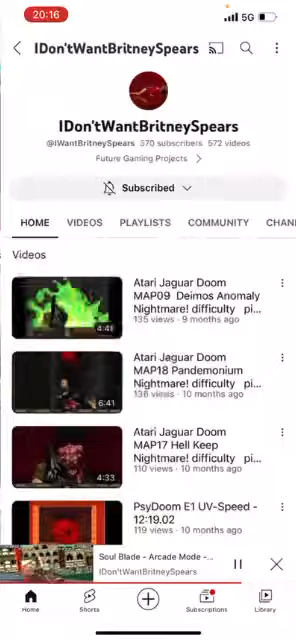 20:16
5G
IDon'tWantBritneySpears
IDon'tWantBritneySpears
@IWantBritneySpears 570 subscribers 572 videos
Future Gaming Projects
Subscribed
HOME VIDEOS PLAYLISTS COMMUNITY CHAN
Videos
Atari Jaguar Doom
MAP09 Deimos Anomaly
Nightmare! difficulty pi...
135 views · 9 months ago
4:41
Atari Jaguar Doom
MAP18 Pandemonium
Nightmare! difficulty pi...
136 views · 10 months ago
6:41
Atari Jaguar Doom
MAP17 Hell Keep
Nightmare! difficulty pi...
110 views · 10 months ago
4:33
PsyDoom E1 UV-Speed -
12:19.02
119 views · 10 months ago
Soul Blade - Arcade Mode -...
IDon'tWantBritneySpears
Home Shorts Subscriptions Library